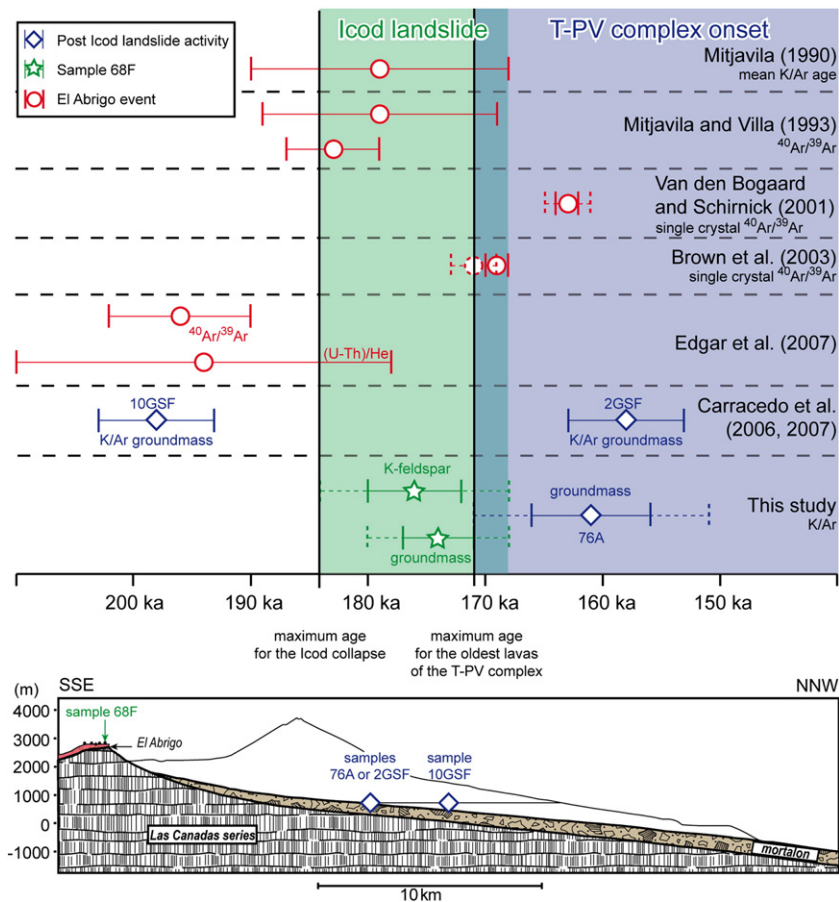 Icod landslide
T-PV complex onset
Post Icod landslide activity
Sample 68F
El Abrigo event
Mitjavila (1990)
mean K/Ar age
Mitjavila and Villa (1993)
⁴⁰Ar/³⁹Ar
Van den Bogaard
and Schirnick (2001)
single crystal ⁴⁰Ar/³⁹Ar
Brown et al. (2003)
single crystal ⁴⁰Ar/³⁹Ar
⁴⁰Ar/³⁹Ar
(U-Th)/He
Edgar et al. (2007)
10GSF
K/Ar groundmass
2GSF
K/Ar groundmass
Carracedo et al.
(2006, 2007)
K-feldspar
groundmass
groundmass
76A
This study
K/Ar
200 ka
190 ka
180 ka
170 ka
160 ka
150 ka
maximum age
for the Icod collapse
maximum age
for the oldest lavas
of the T-PV complex
(m)
SSE
NNW
4000
3000
2000
1000
0
-1000
sample 68F
El Abrigo
samples
76A or 2GSF
sample
10GSF
Las Canadas series
mortalon
10 km